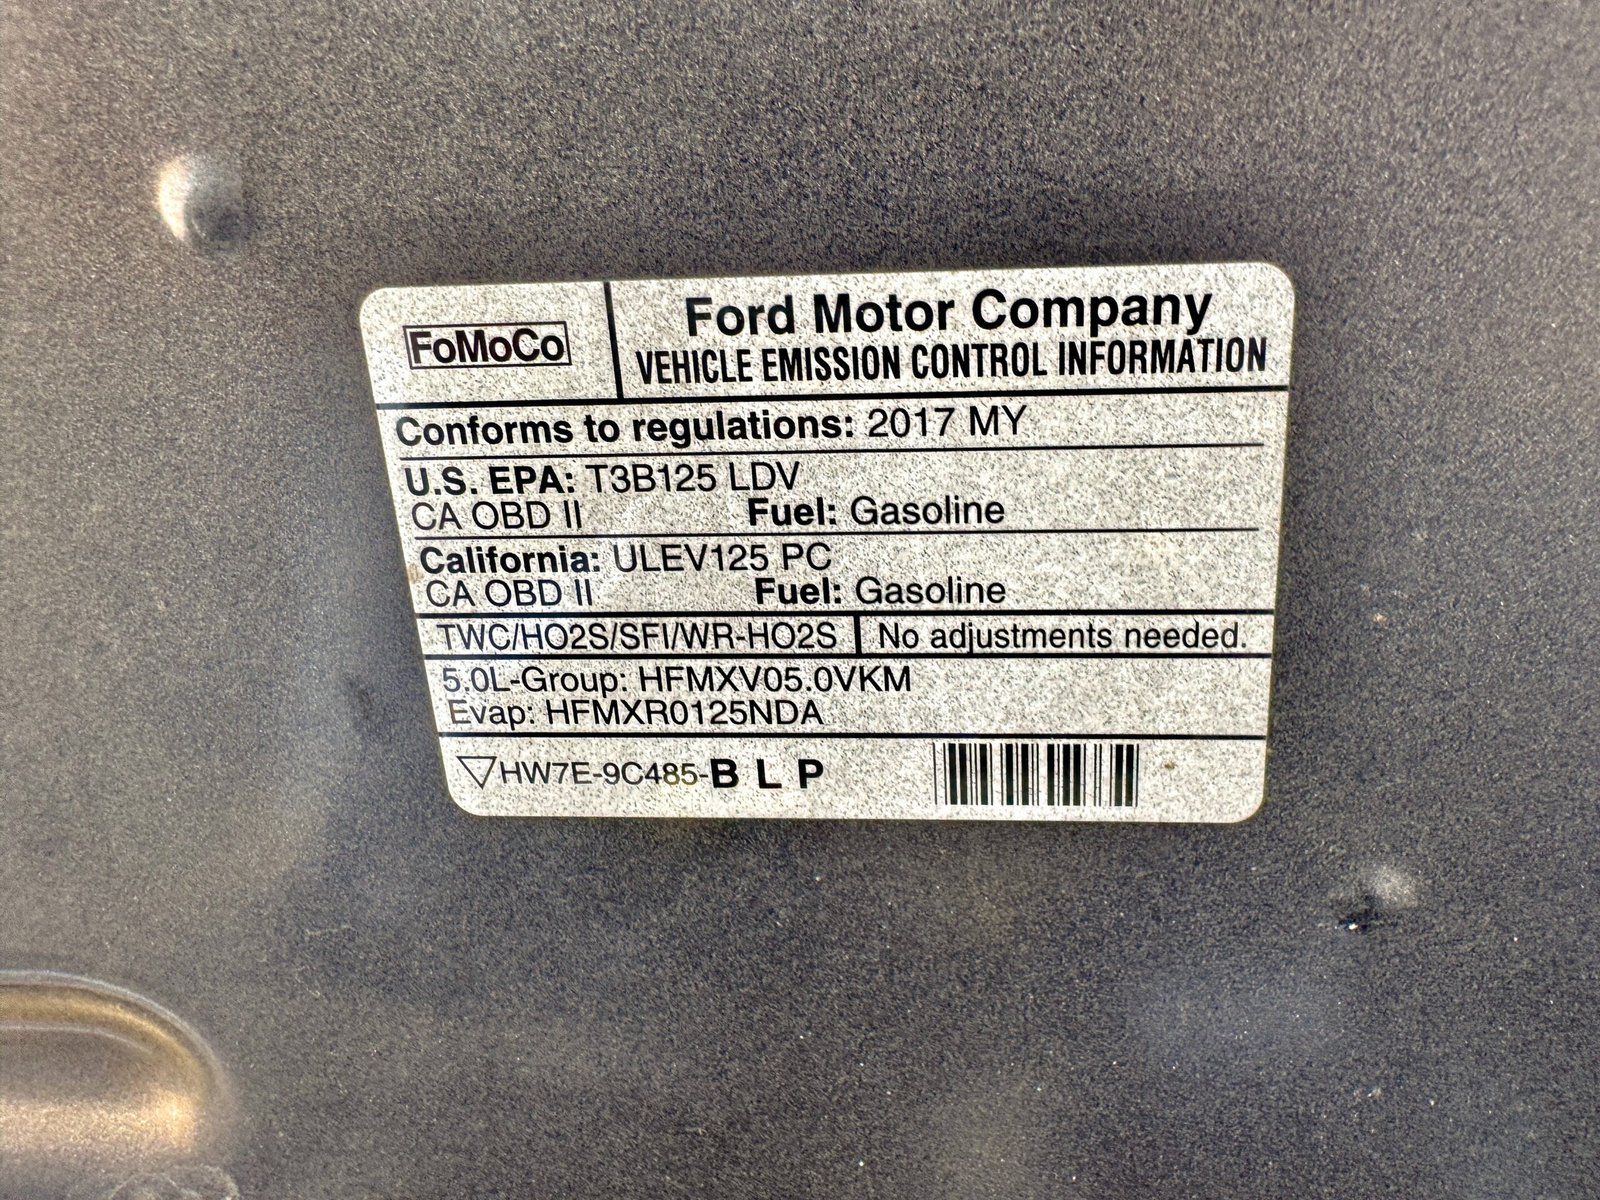 FoMoCo
Ford Motor Company
VEHICLE EMISSION CONTROL INFORMATION
Conforms to regulations: 2017 MY
U.S. EPA: T3B125 LDV
CA OBD II Fuel: Gasoline
California: ULEV125 PC
CA OBD II Fuel: Gasoline
TWC/HO2S/SFI/WR-HO2S No adjustments needed.
5.0L-Group: HFMXV05.0VKM
Evap: HFMXR0125NDA
HW7E-9C485-B L P